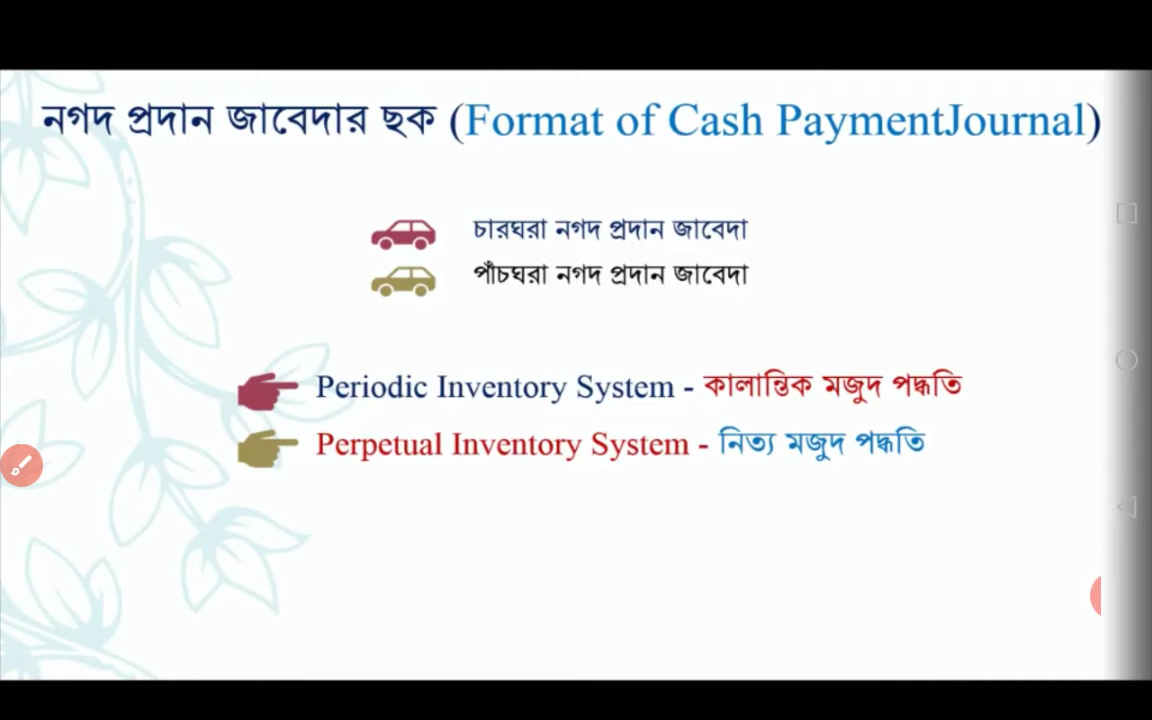 নগদ প্রদান জাবেদার ছক (Format of Cash PaymentJournal)
চারঘরা নগদ প্রদান জাবেদা
পাঁচঘরা নগদ প্রদান জাবেদা
Periodic Inventory System - কালান্তিক মজুদ পদ্ধতি
Perpetual Inventory System - নিত্য মজুদ পদ্ধতি